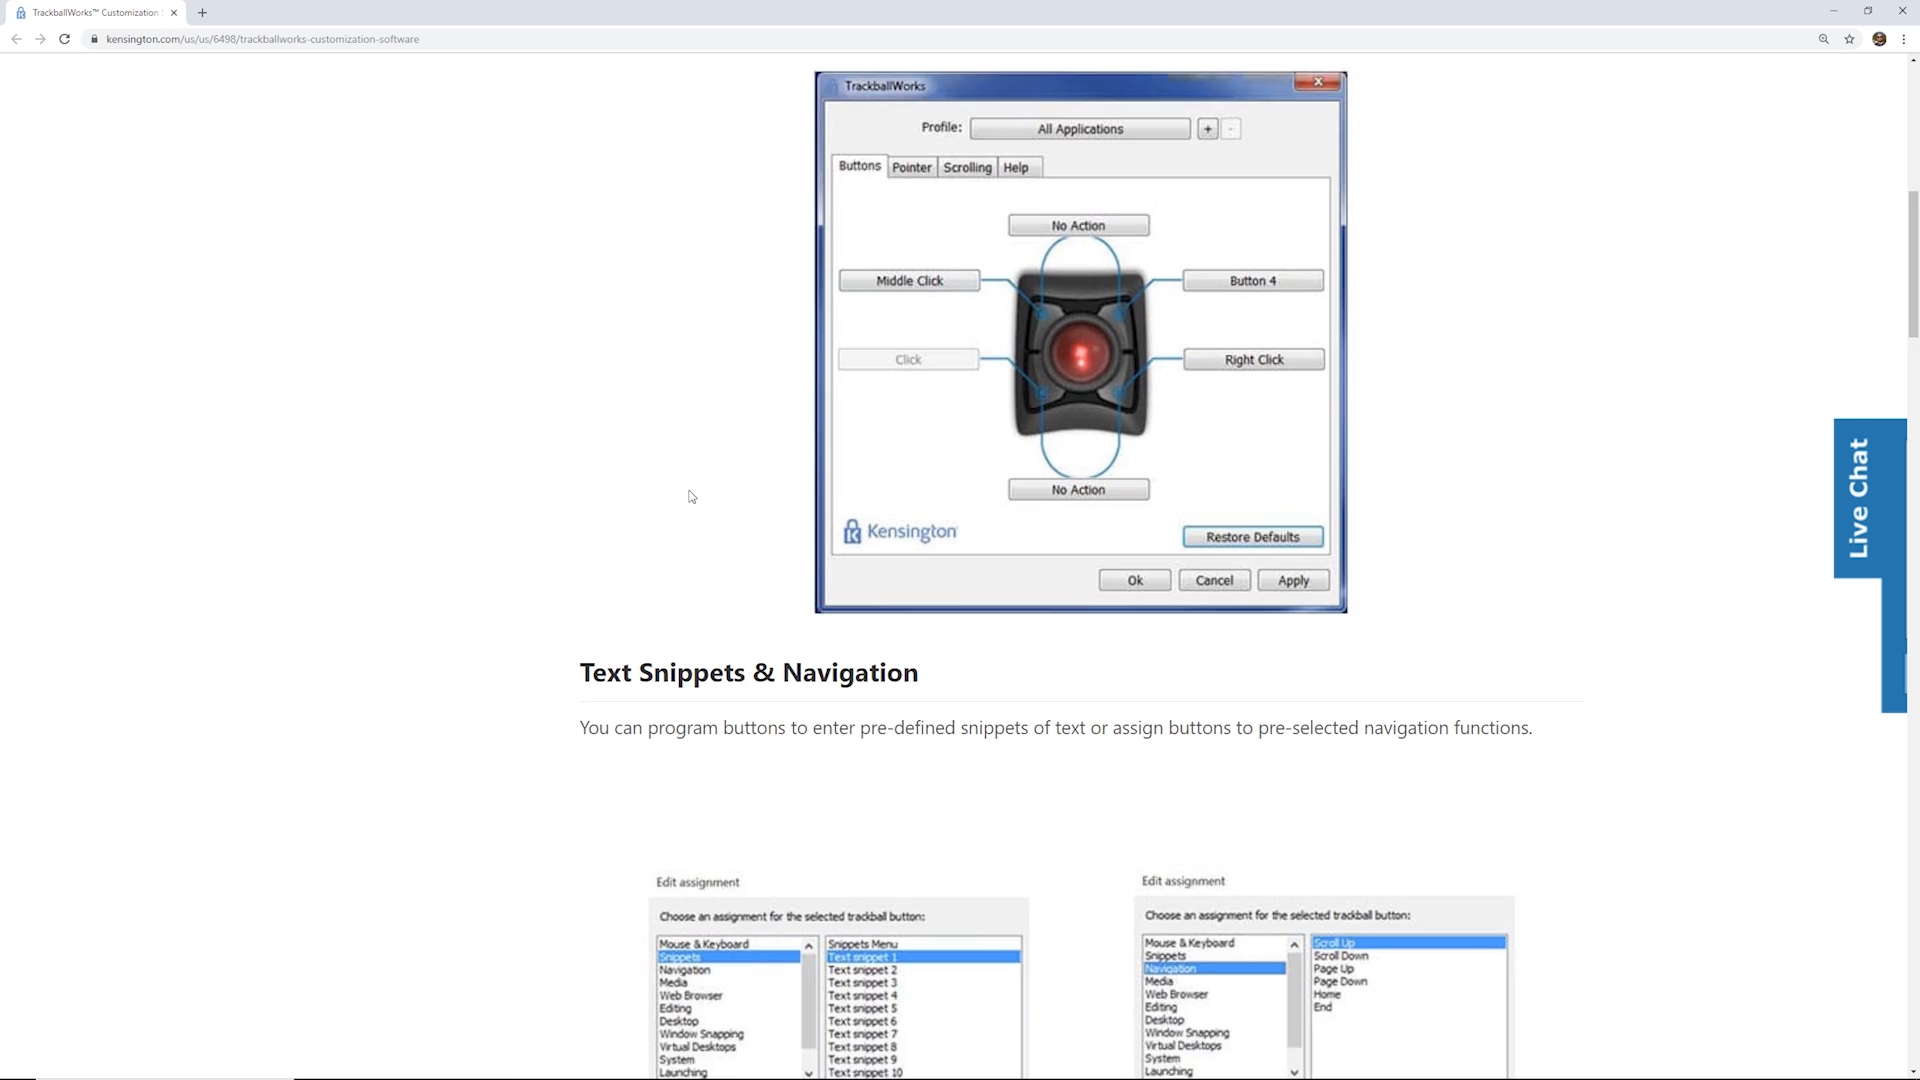 TrackballWorks™ Customization
kensington.com/us/us/6498/trackballworks-customization-software
TrackballWorks
Profile: All Applications + -
Buttons Pointer Scrolling Help
No Action
Middle Click Button 4
Click Right Click
No Action
Kensington
Restore Defaults
Ok Cancel Apply
Live Chat
Text Snippets & Navigation
You can program buttons to enter pre-defined snippets of text or assign buttons to pre-selected navigation functions.
Edit assignment
Choose an assignment for the selected trackball button:
Mouse & Keyboard
Snippets
Navigation
Media
Web Browser
Editing
Desktop
Window Snapping
Virtual Desktops
System
Launching
Snippets Menu
Text snippet 1
Text snippet 2
Text snippet 3
Text snippet 4
Text snippet 5
Text snippet 6
Text snippet 7
Text snippet 8
Text snippet 9
Text snippet 10
Edit assignment
Choose an assignment for the selected trackball button:
Mouse & Keyboard
Snippets
Navigation
Media
Web Browser
Editing
Desktop
Window Snapping
Virtual Desktops
System
Launching
Scroll Up
Scroll Down
Page Up
Page Down
Home
End